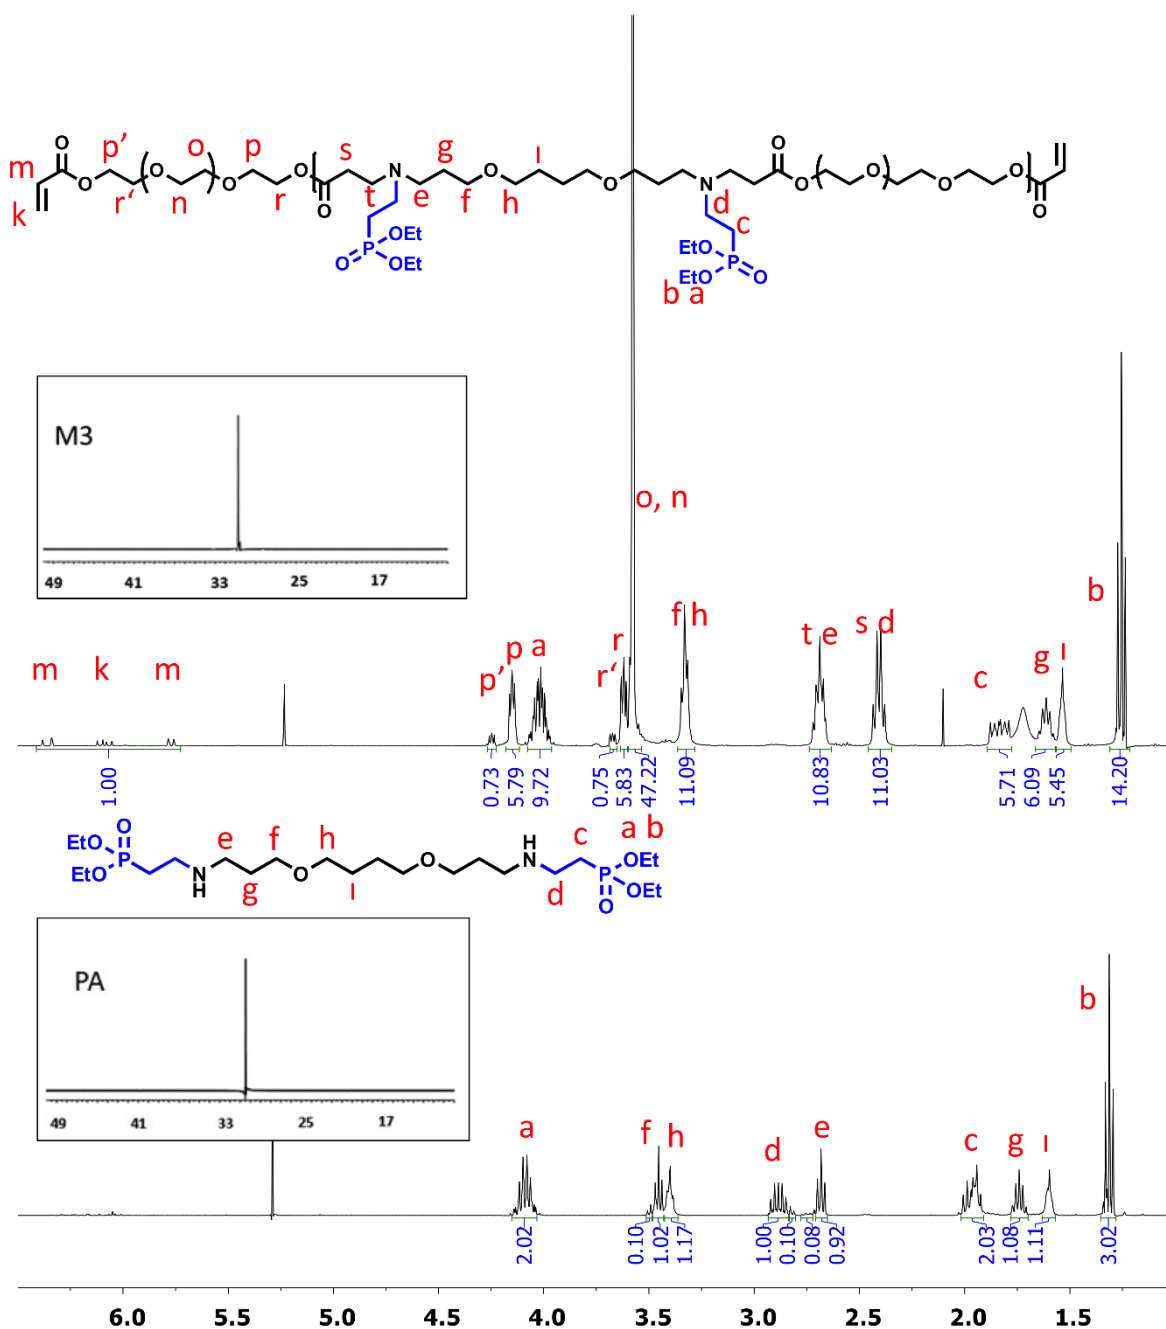 O p' o p O s g ı O
m O ( O ) O O ( N O O N O ( O ) O O ) O
k r' n r O t e f h d
OEt c
P OEt EtO P
O OEt EtO O
b a
M3
49 41 33 25 17
o, n
m k m p' p a r' r f h t e s d c g ı b
1.00 0.73 5.79 9.72 0.75 5.83 47.22 11.09 10.83 11.03 5.71 6.09 5.45 14.20
O e f h H c a b
EtO P N O O N P OEt
EtO H g ı d O OEt
PA
49 41 33 25 17
a f h d e c g ı b
2.02 0.10 1.02 1.17 1.00 0.10 0.08 0.92 2.03 1.08 1.11 3.02
6.0 5.5 5.0 4.5 4.0 3.5 3.0 2.5 2.0 1.5